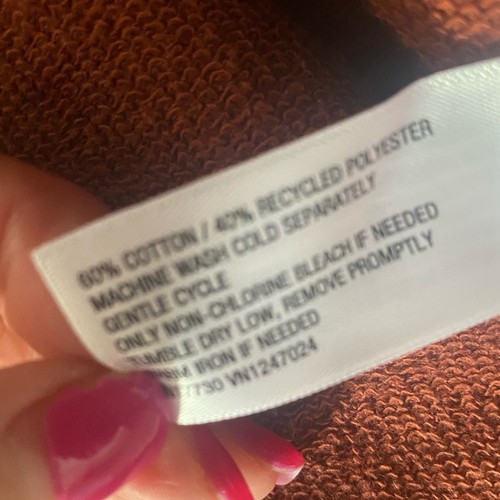 60% COTTON / 40% RECYCLED POLYESTER
MACHINE WASH COLD SEPARATELY
GENTLE CYCLE
ONLY NON-CHLORINE BLEACH IF NEEDED
TUMBLE DRY LOW, REMOVE PROMPTLY
IRON IF NEEDED
VN1247024